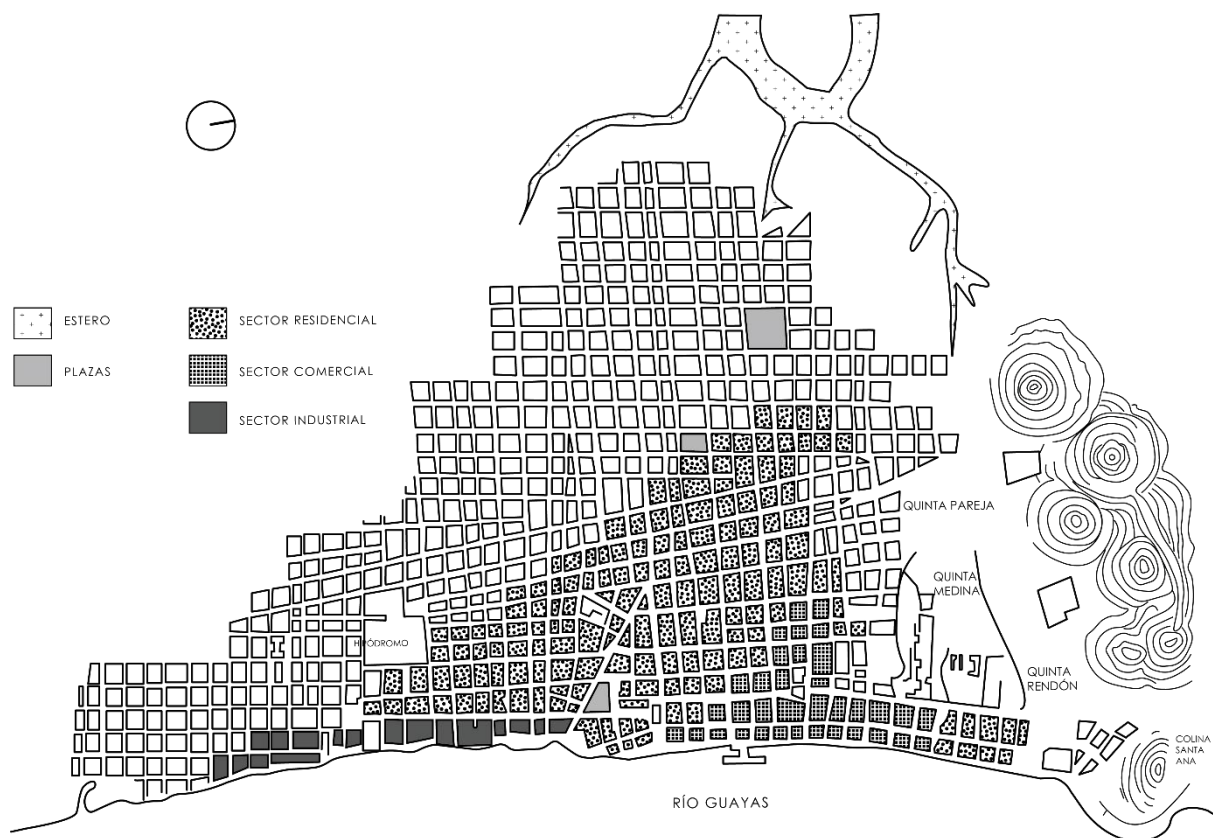 ESTERO
PLAZAS
SECTOR RESIDENCIAL
SECTOR COMERCIAL
SECTOR INDUSTRIAL
QUINTA PAREJA
QUINTA
MEDINA
HIPÓDROMO
QUINTA
RENDÓN
COLINA
SANTA
ANA
RÍO GUAYAS